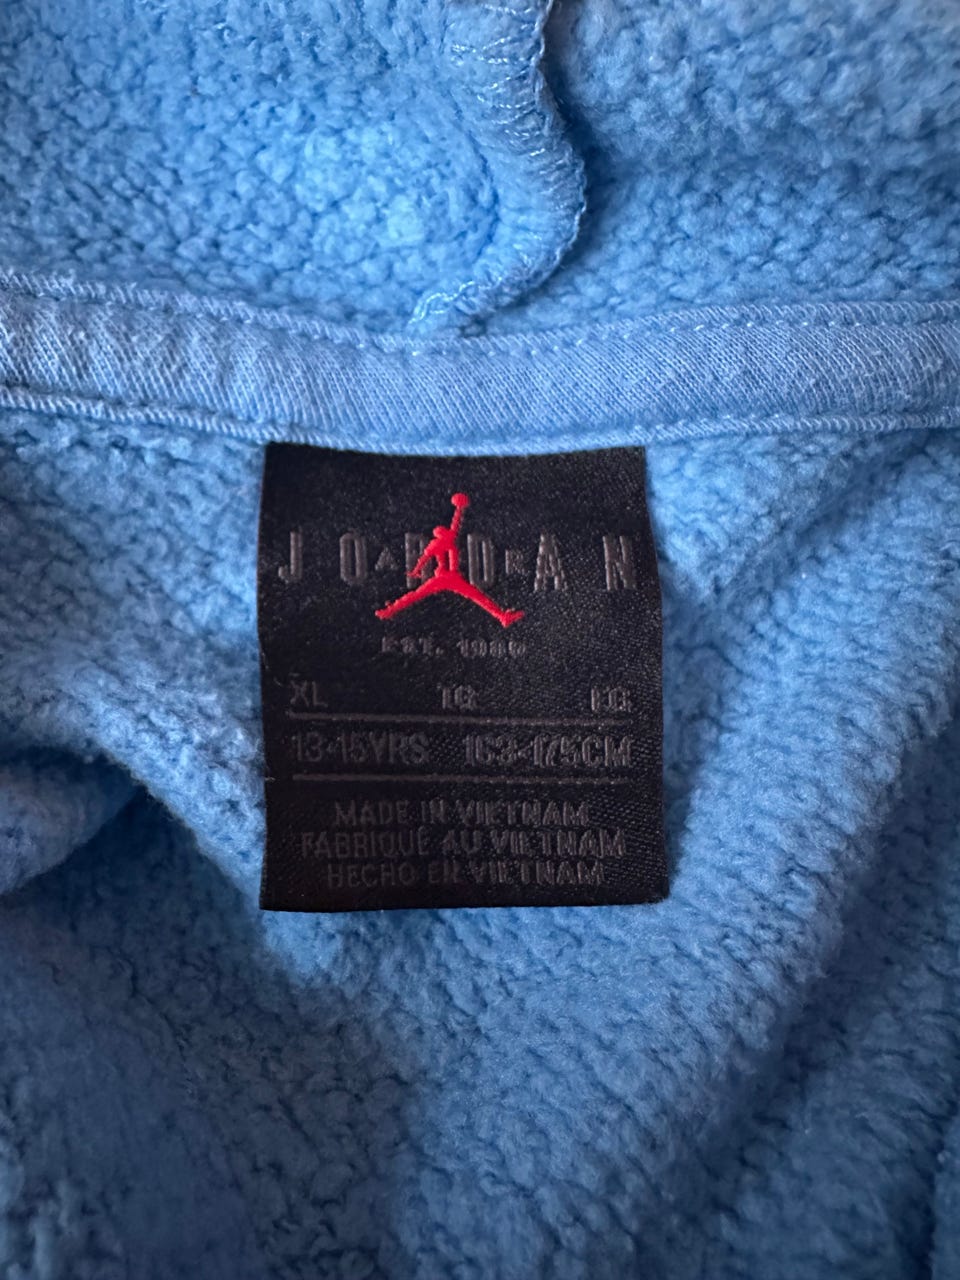 JORDAN
AIR
EST. 1985
XL TG EG
13-15YRS 163-175CM
MADE IN VIETNAM
FABRIQUÉ AU VIETNAM
HECHO EN VIETNAM